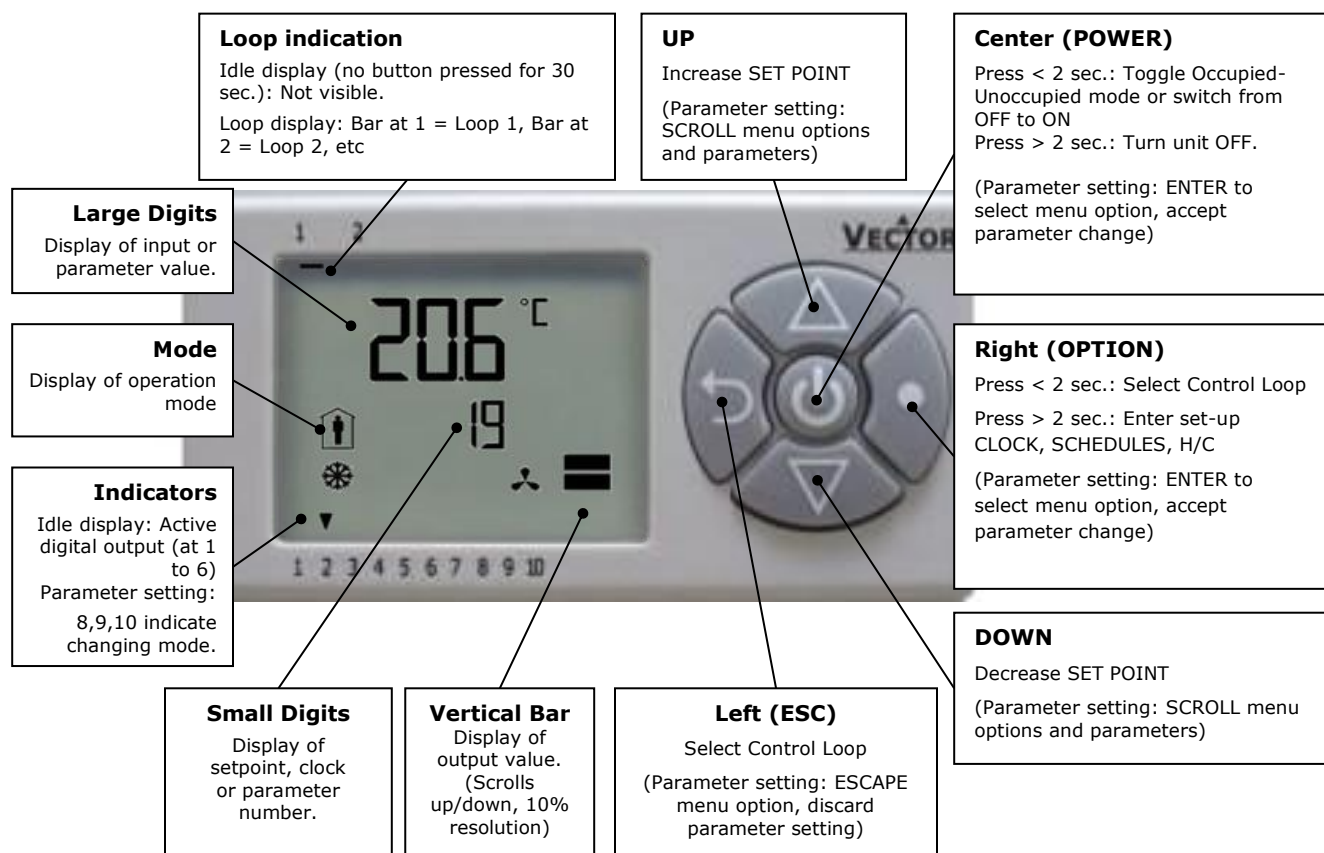 Loop indication
Idle display (no button pressed for 30
sec.): Not visible.
Loop display: Bar at 1 = Loop 1, Bar at
2 = Loop 2, etc
UP
Increase SET POINT
(Parameter setting:
SCROLL menu options
and parameters)
Center (POWER)
Press < 2 sec.: Toggle Occupied-
Unoccupied mode or switch from
OFF to ON
Press > 2 sec.: Turn unit OFF.
(Parameter setting: ENTER to
select menu option, accept
parameter change)
Large Digits
Display of input or
parameter value.
Mode
Display of operation
mode
Indicators
Idle display: Active
digital output (at 1
to 6)
Parameter setting:
8,9,10 indicate
changing mode.
1 2
20.6 °C
19
1 2 3 4 5 6 7 8 9 10
VECTOR
Right (OPTION)
Press < 2 sec.: Select Control Loop
Press > 2 sec.: Enter set-up
CLOCK, SCHEDULES, H/C
(Parameter setting: ENTER to
select menu option, accept
parameter change)
DOWN
Decrease SET POINT
(Parameter setting: SCROLL menu
options and parameters)
Small Digits
Display of
setpoint, clock
or parameter
number.
Vertical Bar
Display of
output value.
(Scrolls
up/down, 10%
resolution)
Left (ESC)
Select Control Loop
(Parameter setting: ESCAPE
menu option, discard
parameter setting)